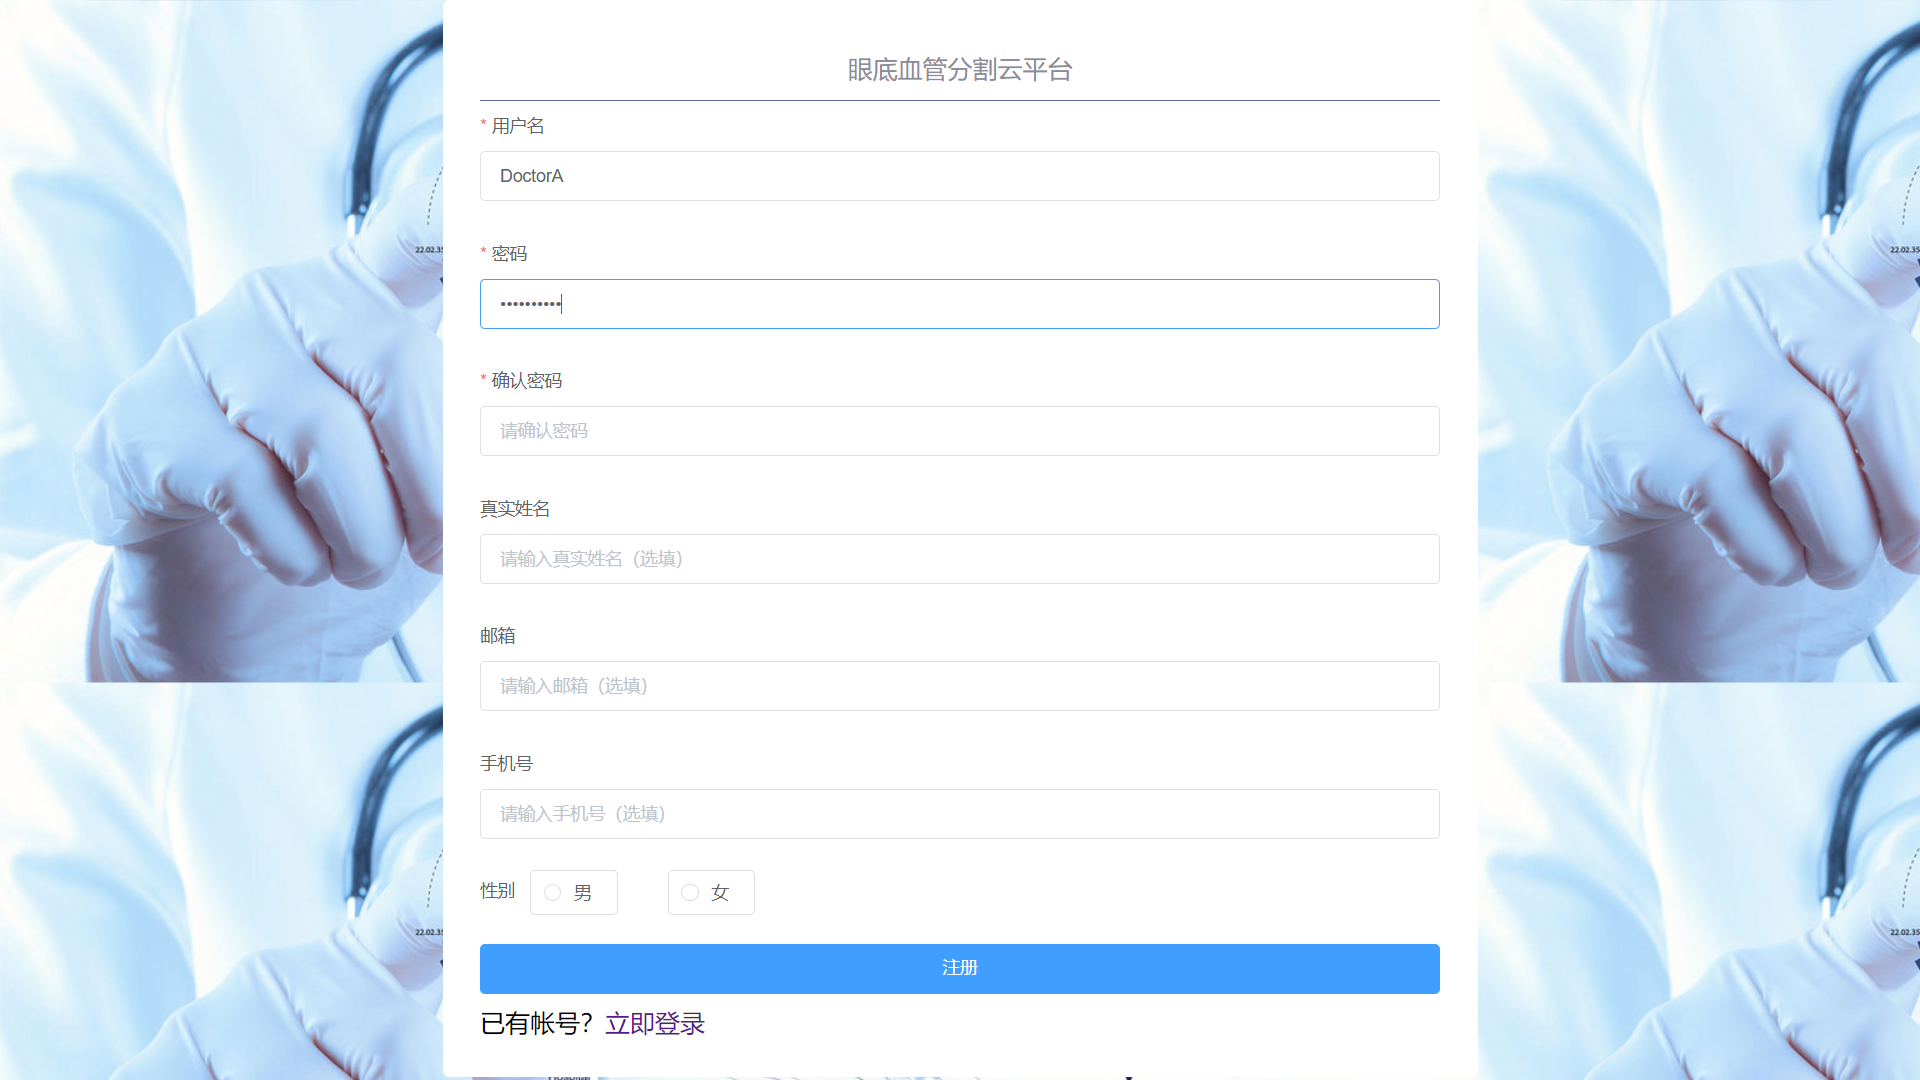 眼底血管分割云平台
* 用户名
DoctorA
* 密码
••••••••••
* 确认密码
请确认密码
真实姓名
请输入真实姓名（选填）
邮箱
请输入邮箱（选填）
手机号
请输入手机号（选填）
性别 男 女
注册
已有帐号？立即登录